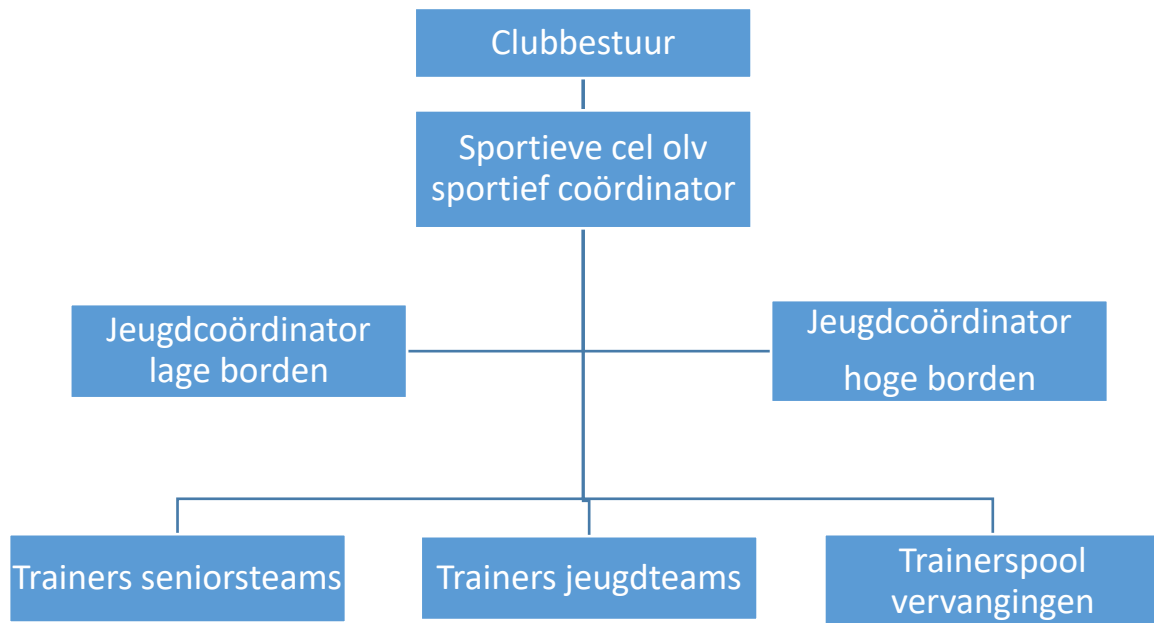 Clubbestuur
Sportieve cel olv
sportief coördinator
Jeugdcoördinator
lage borden
Jeugdcoördinator
hoge borden
Trainers seniorsteams
Trainers jeugdteams
Trainerspool
vervangingen